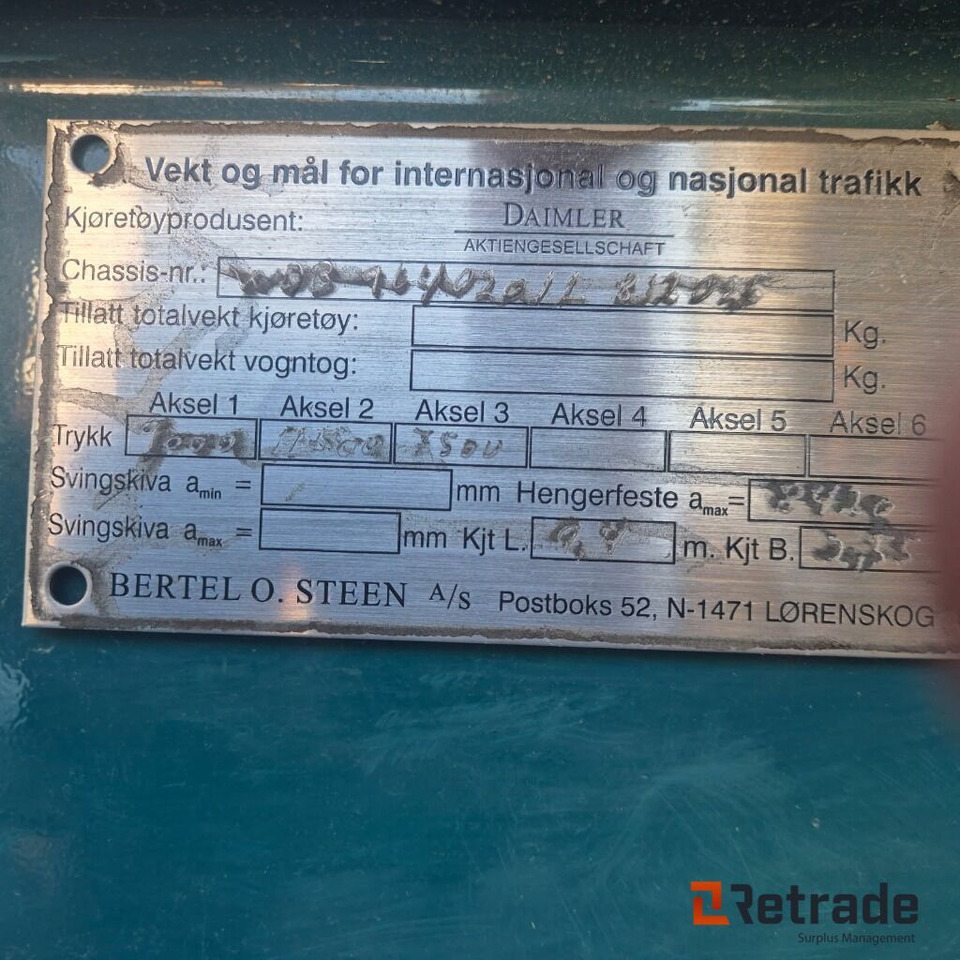 Vekt og mål for internasjonal og nasjonal trafikk
Kjøretøyprodusent: DAIMLER
AKTIENGESELLSCHAFT
Chassis-nr.:
Tillatt totalvekt kjøretøy: Kg.
Tillatt totalvekt vogntog: Kg.
Aksel 1 Aksel 2 Aksel 3 Aksel 4 Aksel 5 Aksel 6
Trykk 7500
Svingskiva amin = mm Hengerfeste amax=
Svingskiva amax = mm Kjt L. m. Kjt B.
BERTEL O. STEEN A/S Postboks 52, N-1471 LØRENSKOG
Retrade
Surplus Management